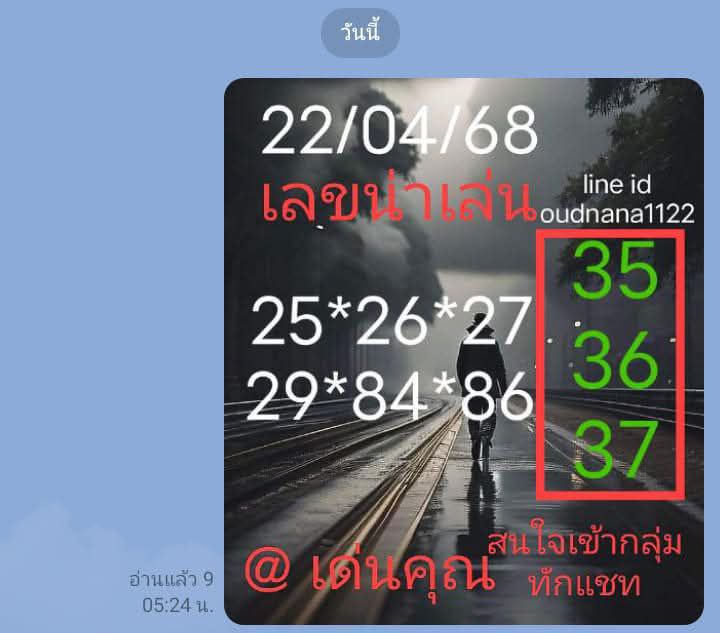 วันนี้
22/04/68
เลขน่าเล่น
line id
oudnana1122
35
25*26*27
36
29*84*86
37
@ เด่นคุณ
สนใจเข้ากลุ่ม
ทักแชท
อ่านแล้ว 9
05:24 น.